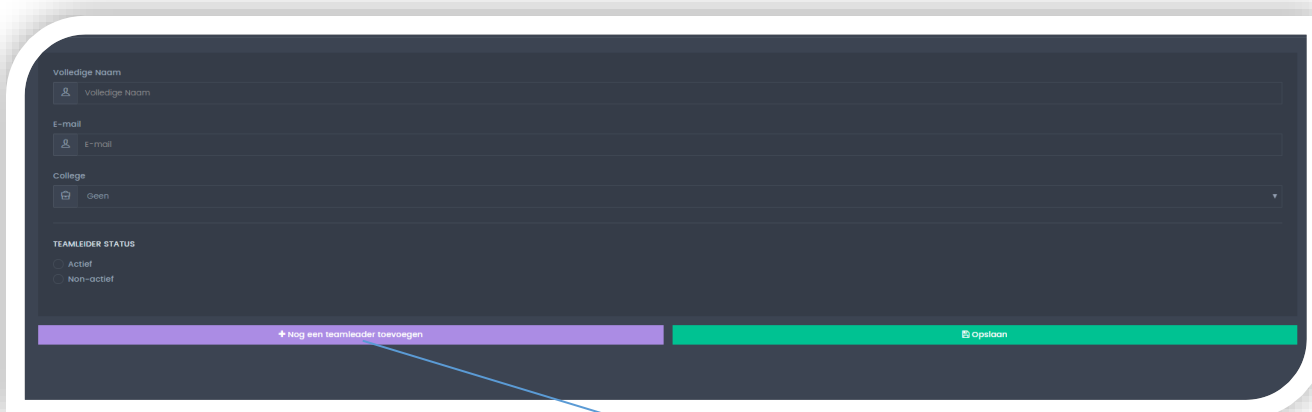 Volledige Naam
Volledige Naam
E-mail
E-mail
College
Geen
TEAMLEIDER STATUS
Actief
Non-actief
+ Nog een teamleader toevoegen
Opslaan